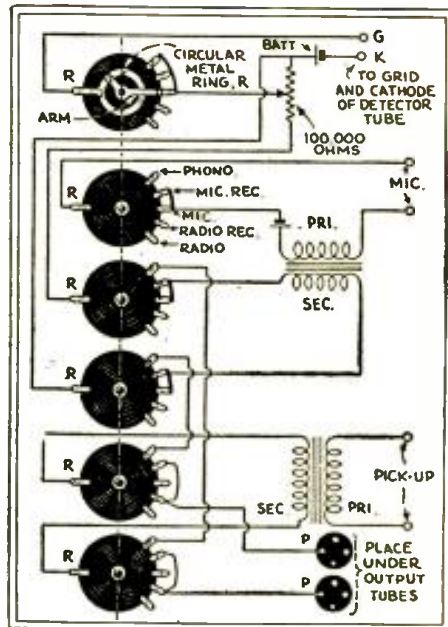 G
BATT
K
CIRCULAR
METAL
RING, R
R
ARM
TO GRID
AND CATHODE
OF DETECTOR
TUBE
100,000
OHMS
PHONO
MIC. REC.
MIC.
RADIO REC.
RADIO
R
MIC.
PRI.
R
SEC.
R
R
SEC
PRI.
PICK-UP
R
P
P
PLACE
UNDER
OUTPUT
TUBES